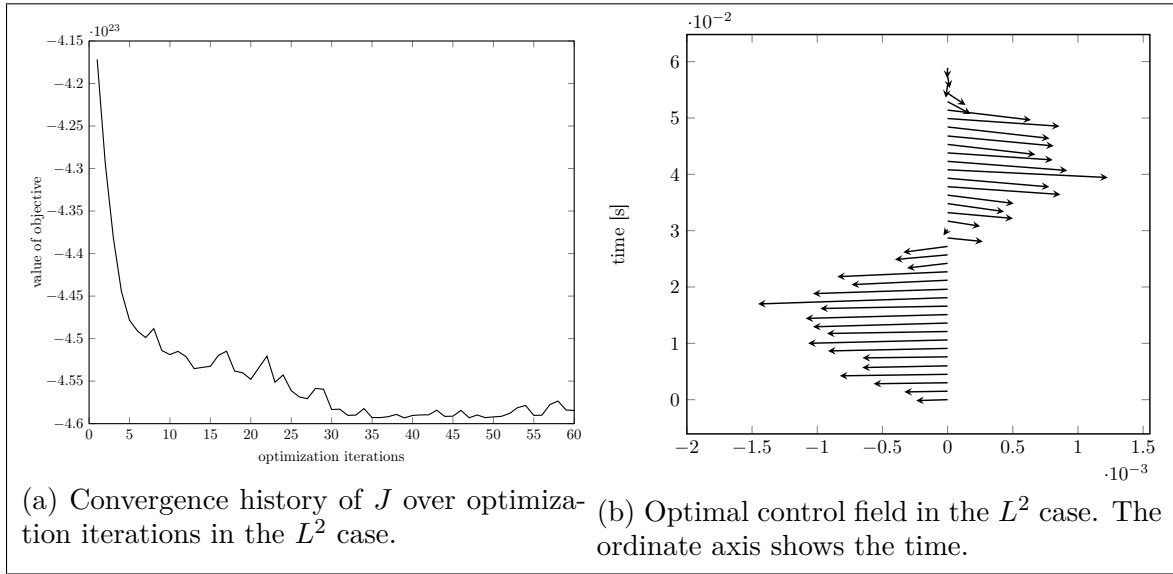 ·10^23
−4.15
−4.2
−4.25
−4.3
−4.35
−4.4
−4.45
−4.5
−4.55
−4.6
value of objective
0 5 10 15 20 25 30 35 40 45 50 55 60
optimization iterations
(a) Convergence history of J over optimiza-
tion iterations in the L^2 case.
·10^−2
6
5
4
3
2
1
0
time [s]
−2 −1.5 −1 −0.5 0 0.5 1 1.5
·10^−3
(b) Optimal control field in the L^2 case. The
ordinate axis shows the time.